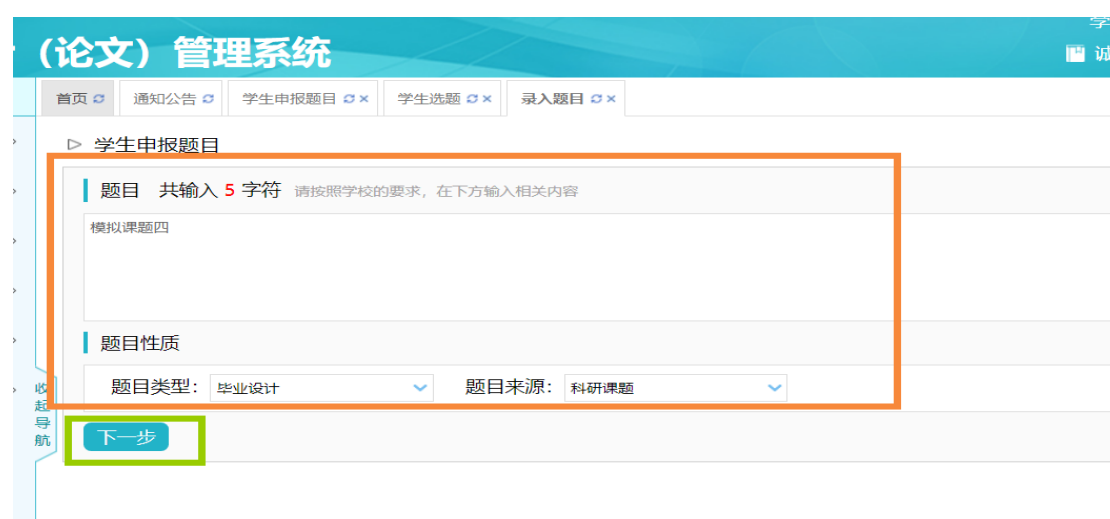 学
（论文）管理系统
诚
首页 通知公告 学生申报题目 学生选题 录入题目
学生申报题目
题目 共输入 5 字符 请按照学校的要求，在下方输入相关内容
模拟课题四
题目性质
题目类型： 毕业设计 题目来源： 科研课题
收起导航
下一步